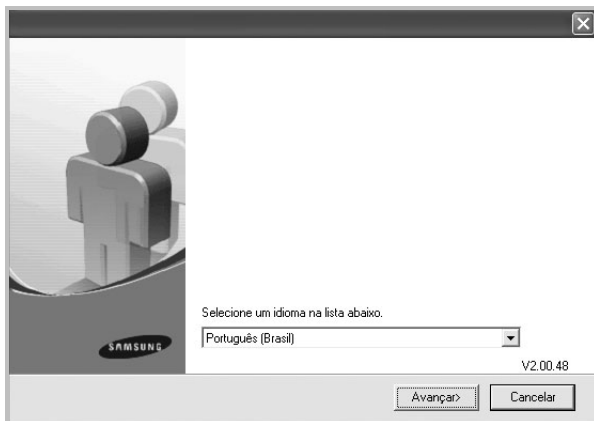 Selecione um idioma na lista abaixo.
Português (Brasil)
SAMSUNG
V2.00.48
Avançar>
Cancelar